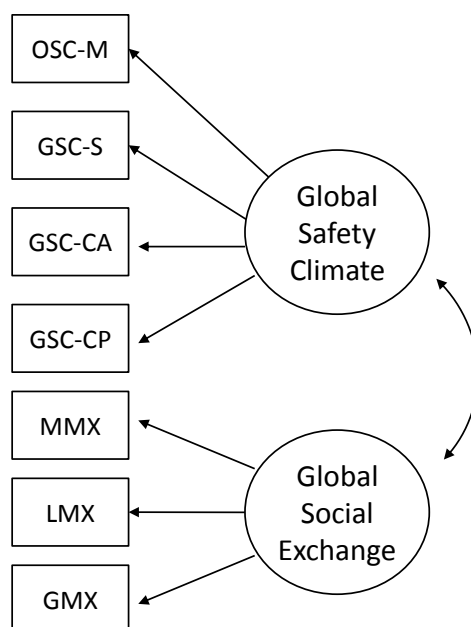 OSC-M
GSC-S
GSC-CA
GSC-CP
MMX
LMX
GMX
Global
Safety
Climate
Global
Social
Exchange